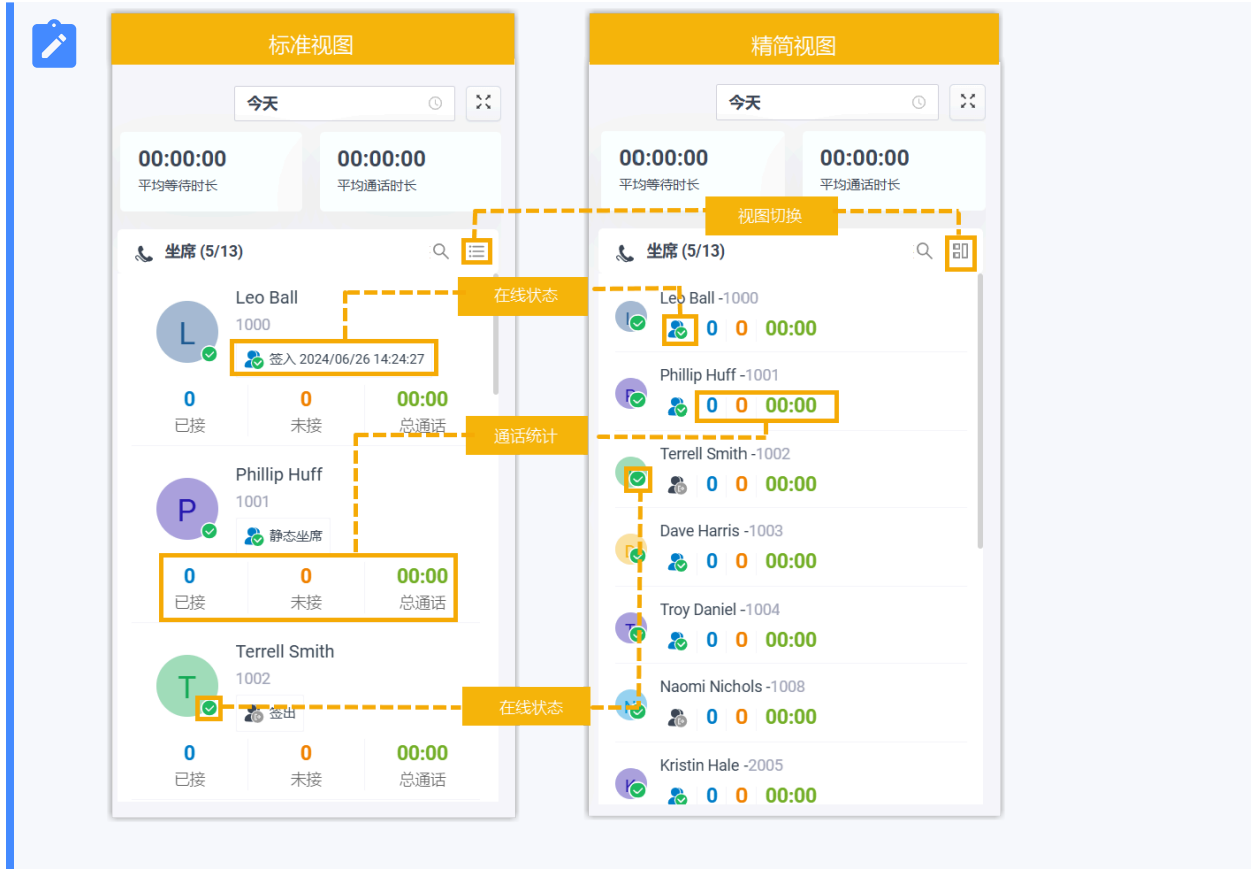 标准视图
今天
00:00:00
00:00:00
平均等待时长
平均通话时长
坐席 (5/13)
L
Leo Ball
1000
签入 2024/06/26 14:24:27
0
0
00:00
已接
未接
总通话
P
Phillip Huff
1001
静态坐席
0
0
00:00
已接
未接
总通话
T
Terrell Smith
1002
签出
0
0
00:00
已接
未接
总通话
视图切换
在线状态
通话统计
在线状态
精简视图
今天
00:00:00
00:00:00
平均等待时长
平均通话时长
坐席 (5/13)
Leo Ball -1000
0 0 00:00
Phillip Huff -1001
0 0 00:00
Terrell Smith -1002
0 0 00:00
Dave Harris -1003
0 0 00:00
Troy Daniel -1004
0 0 00:00
Naomi Nichols -1008
0 0 00:00
Kristin Hale -2005
0 0 00:00